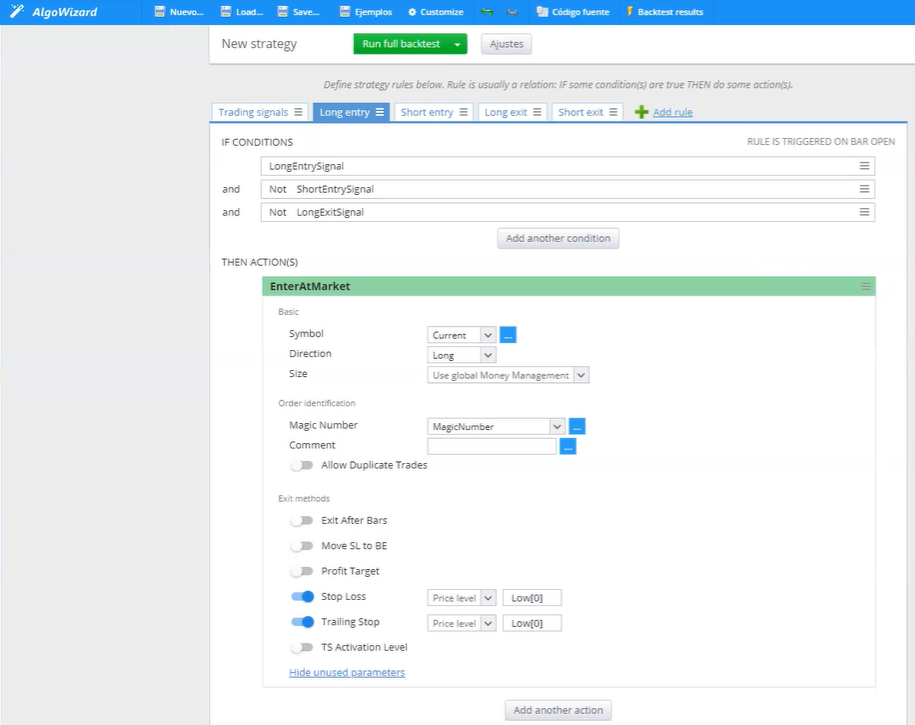 AlgoWizard Nuevo... Load... Save... Ejemplos Customize Código fuente Backtest results
New strategy Run full backtest Ajustes
Define strategy rules below. Rule is usually a relation: IF some condition(s) are true THEN do some action(s).
Trading signals Long entry Short entry Long exit Short exit Add rule
IF CONDITIONS RULE IS TRIGGERED ON BAR OPEN
LongEntrySignal
and Not ShortEntrySignal
and Not LongExitSignal
Add another condition
THEN ACTION(S)
EnterAtMarket
Basic
Symbol Current ...
Direction Long
Size Use global Money Management
Order identification
Magic Number MagicNumber ...
Comment ...
Allow Duplicate Trades
Exit methods
Exit After Bars
Move SL to BE
Profit Target
Stop Loss Price level Low[0]
Trailing Stop Price level Low[0]
TS Activation Level
Hide unused parameters
Add another action